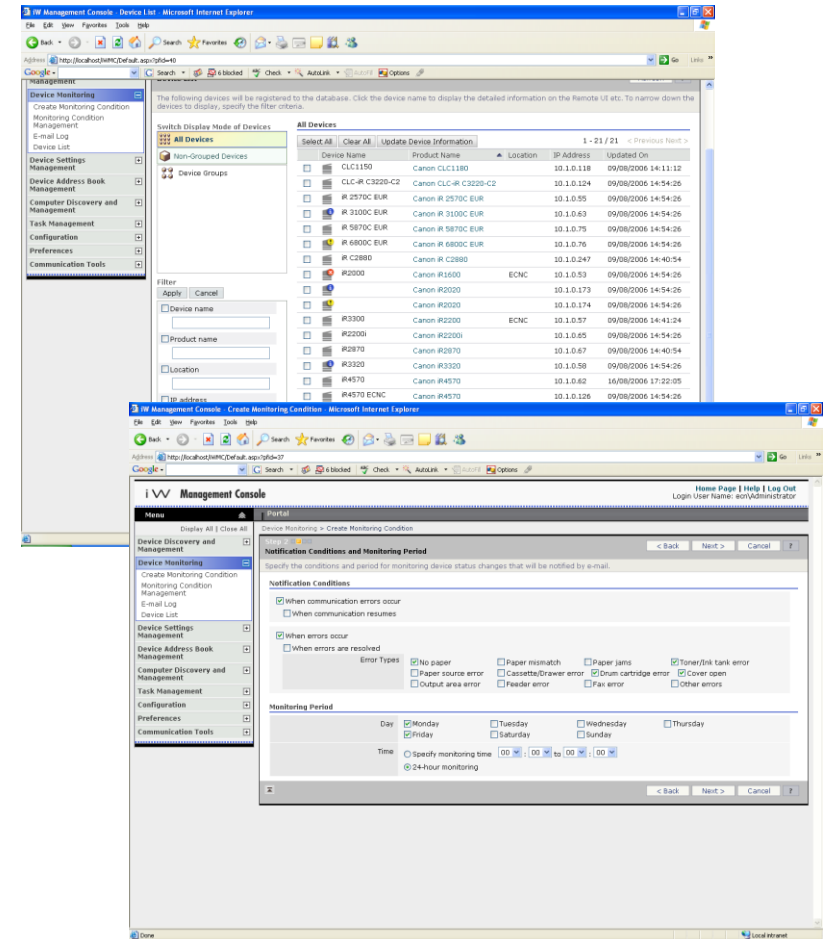 IW Management Console - Device List - Microsoft Internet Explorer
File Edit View Favorites Tools Help
Back Search Favorites
Address http://localhost/iWMC/Default.aspx?pfid=40 Go Links
Google Search 6 blocked Check AutoLink AutoFill Options
Management
Device Monitoring
Create Monitoring Condition
Monitoring Condition
Management
E-mail Log
Device List
Device Settings
Management
Device Address Book
Management
Computer Discovery and
Management
Task Management
Configuration
Preferences
Communication Tools
The following devices will be registered to the database. Click the device name to display the detailed information on the Remote UI etc. To narrow down the
devices to display, specify the filter criteria.
Switch Display Mode of Devices
All Devices
Non-Grouped Devices
Device Groups
Filter
Apply Cancel
Device name
Product name
Location
IP address
All Devices
Select All Clear All Update Device Information 1 - 21 / 21 < Previous Next >
Device Name Product Name Location IP Address Updated On
CLC1150 Canon CLC1180 10.1.0.118 09/08/2006 14:11:12
CLC-iR C3220-C2 Canon CLC-iR C3220-C2 10.1.0.124 09/08/2006 14:54:26
iR 2570C EUR Canon iR 2570C EUR 10.1.0.55 09/08/2006 14:54:26
iR 3100C EUR Canon iR 3100C EUR 10.1.0.63 09/08/2006 14:54:26
iR 5870C EUR Canon iR 5870C EUR 10.1.0.75 09/08/2006 14:54:26
iR 6800C EUR Canon iR 6800C EUR 10.1.0.76 09/08/2006 14:54:26
iR C2880 Canon iR C2880 10.1.0.247 09/08/2006 14:40:54
iR2000 Canon iR1600 ECNC 10.1.0.53 09/08/2006 14:54:26
Canon iR2020 10.1.0.173 09/08/2006 14:54:26
Canon iR2020 10.1.0.174 09/08/2006 14:54:26
iR3300 Canon iR2200 ECNC 10.1.0.57 09/08/2006 14:41:24
iR2200i Canon iR2200i 10.1.0.65 09/08/2006 14:54:26
iR2870 Canon iR2870 10.1.0.67 09/08/2006 14:40:54
iR3320 Canon iR3320 10.1.0.58 09/08/2006 14:54:26
iR4570 Canon iR4570 10.1.0.62 16/08/2006 17:22:05
iR4570 ECNC Canon iR4570 10.1.0.126 09/08/2006 14:54:26
IW Management Console - Create Monitoring Condition - Microsoft Internet Explorer
File Edit View Favorites Tools Help
Back Search Favorites
Address http://localhost/iWMC/Default.aspx?pfid=37 Go Links
Google Search 6 blocked Check AutoLink AutoFill Options
iW Management Console
Home Page | Help | Log Out
Login User Name: ecn\Administrator
Menu
Portal
Display All | Close All
Device Monitoring > Create Monitoring Condition
Device Discovery and
Management
Device Monitoring
Create Monitoring Condition
Monitoring Condition
Management
E-mail Log
Device List
Device Settings
Management
Device Address Book
Management
Computer Discovery and
Management
Task Management
Configuration
Preferences
Communication Tools
Step 2
Notification Conditions and Monitoring Period
< Back Next > Cancel ?
Specify the conditions and period for monitoring device status changes that will be notified by e-mail.
Notification Conditions
When communication errors occur
When communication resumes
When errors occur
When errors are resolved
Error Types No paper Paper mismatch Paper jams Toner/Ink tank error
Paper source error Cassette/Drawer error Drum cartridge error Cover open
Output area error Feeder error Fax error Other errors
Monitoring Period
Day Monday Tuesday Wednesday Thursday
Friday Saturday Sunday
Time Specify monitoring time 00 : 00 to 00 : 00
24-hour monitoring
< Back Next > Cancel ?
Done
Local intranet